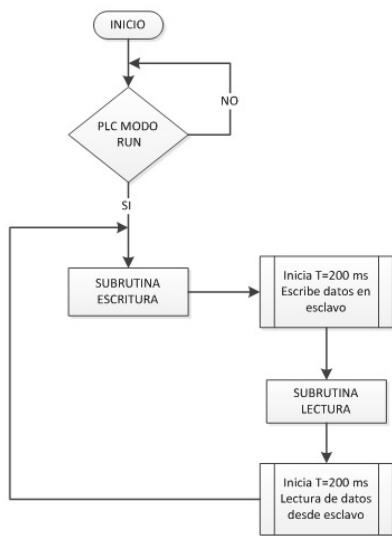 INICIO
NO
PLC MODO
RUN
SI
SUBRUTINA
ESCRITURA
Inicia T=200 ms
Escribe datos en
esclavo
SUBRUTINA
LECTURA
Inicia T=200 ms
Lectura de datos
desde esclavo